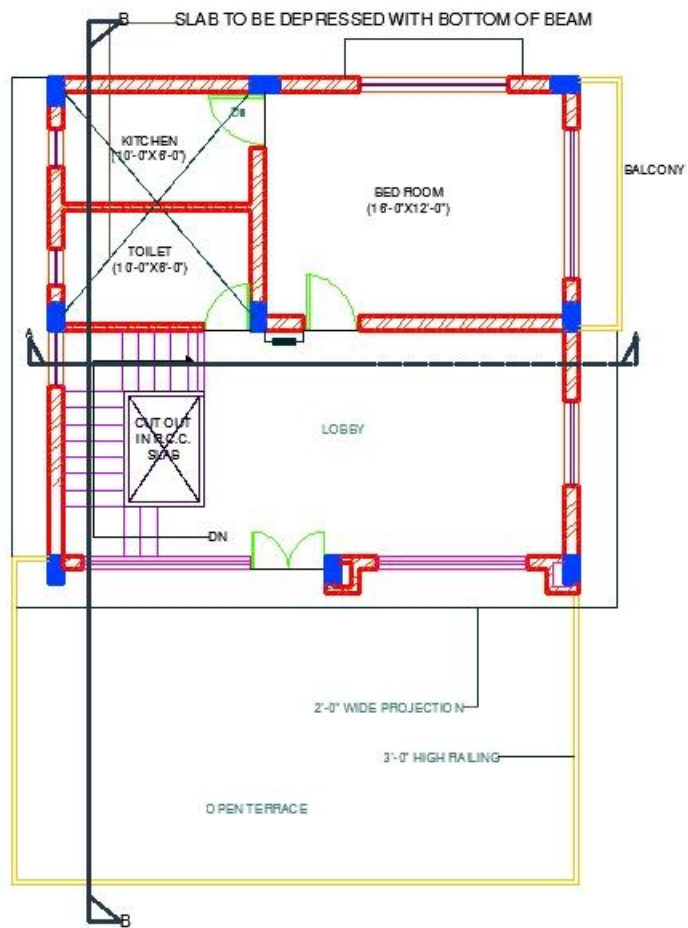 B
SLAB TO BE DEPRESSED WITH BOTTOM OF BEAM
KITCHEN
(10'-0"X6'-0")
BALCONY
BED ROOM
(16'-0"X12'-0")
TOILET
(10'-0"X6'-0")
A
A
CUT OUT
IN R.C.C.
SLAB
LOBBY
DN
2'-0" WIDE PROJECTION
3'-0" HIGH RAILING
OPEN TERRACE
B